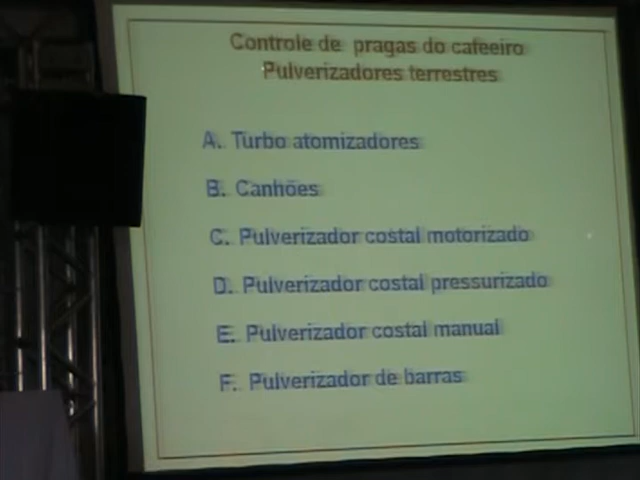 Controle de pragas do cafeeiro
Pulverizadores terrestres
A. Turbo atomizadores
B. Canhões
C. Pulverizador costal motorizado
D. Pulverizador costal pressurizado
E. Pulverizador costal manual
F. Pulverizador de barras